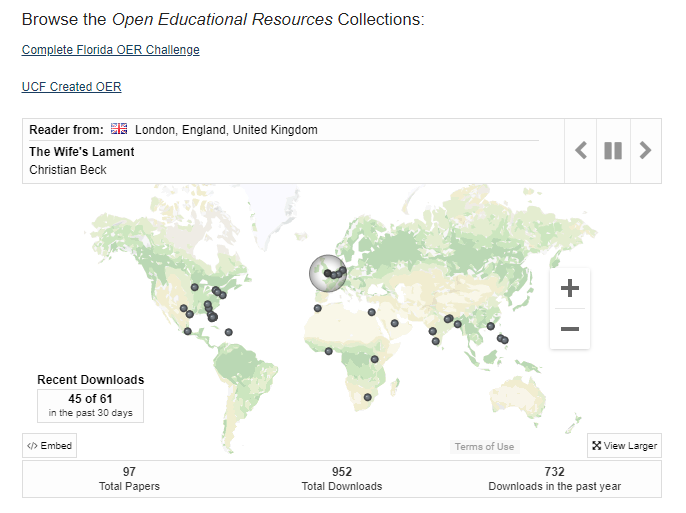 Browse the Open Educational Resources Collections:
Complete Florida OER Challenge
UCF Created OER
Reader from: London, England, United Kingdom
The Wife's Lament
Christian Beck
Recent Downloads
45 of 61
in the past 30 days
</> Embed
Terms of Use
View Larger
97
Total Papers
952
Total Downloads
732
Downloads in the past year